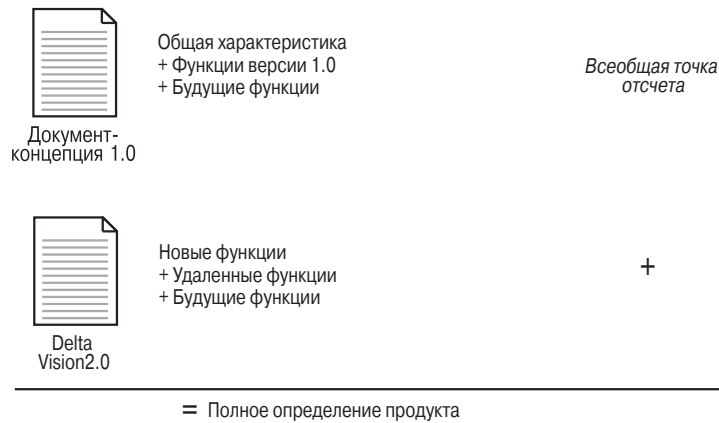 Общая характеристика
+ Функции версии 1.0
+ Будущие функции
Всеобщая точка
отсчета
Документ-
концепция 1.0
Новые функции
+ Удаленные функции
+ Будущие функции
+
Delta
Vision2.0
= Полное определение продукта